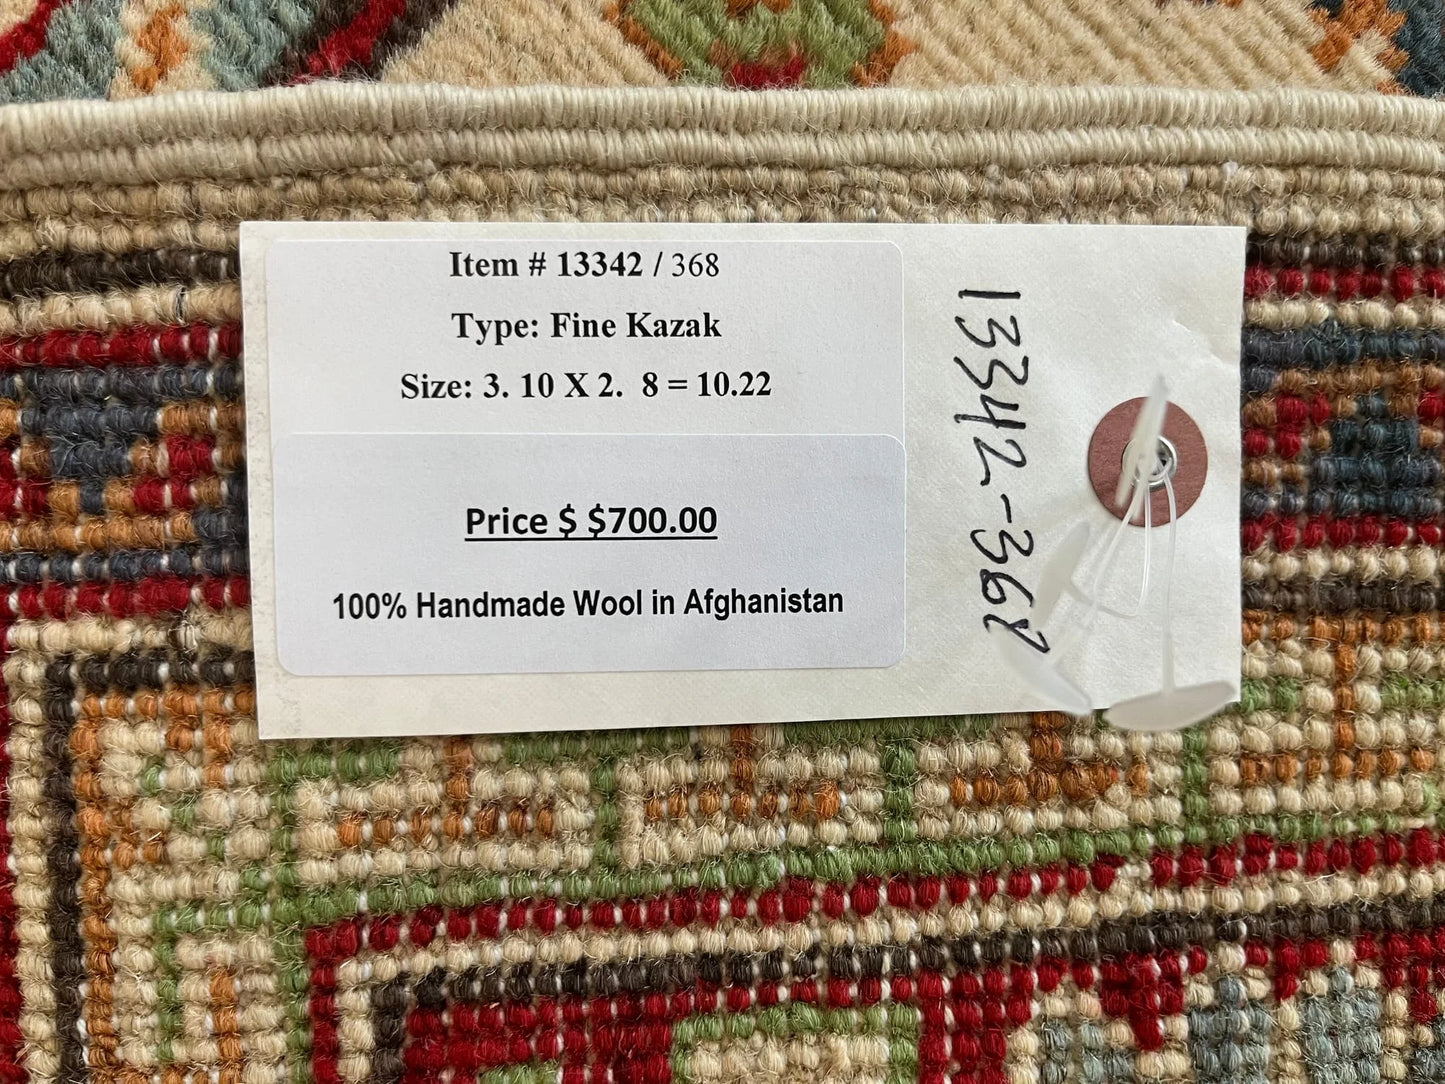 Item # 13342 / 368
Type: Fine Kazak
Size: 3. 10 X 2.  8 = 10.22
Price $ $700.00
100% Handmade Wool in Afghanistan
13342-368